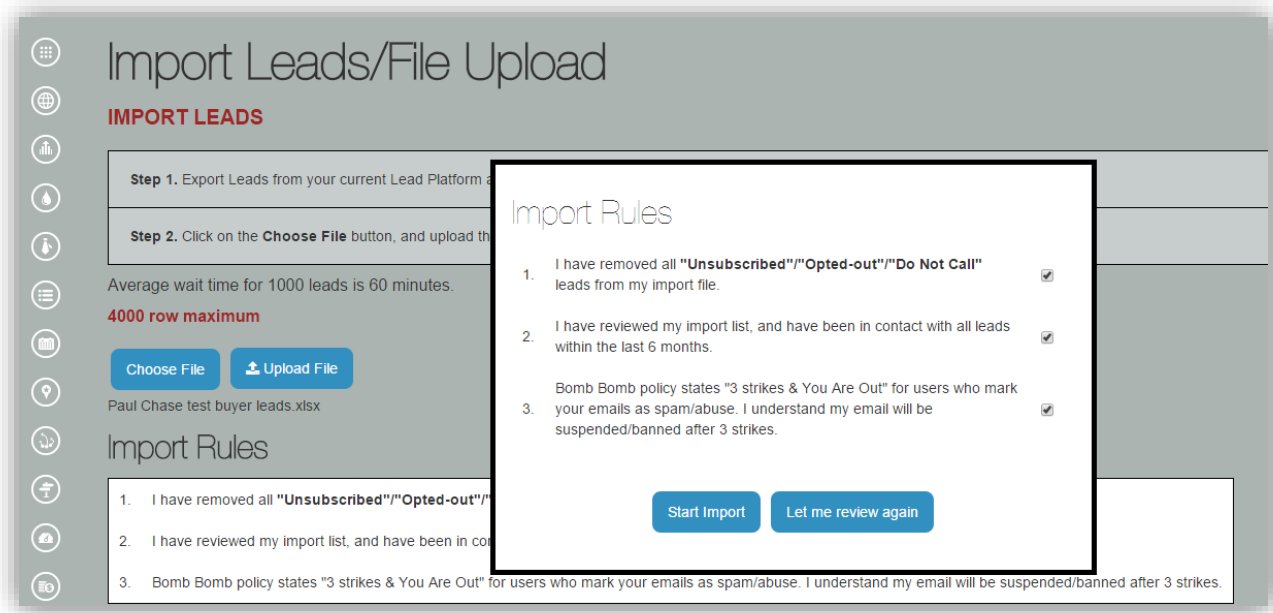 Import Leads/File Upload
IMPORT LEADS
Step 1. Export Leads from your current Lead Platform a
Step 2. Click on the Choose File button, and upload th
Average wait time for 1000 leads is 60 minutes.
4000 row maximum
Choose File
Upload File
Paul Chase test buyer leads.xlsx
Import Rules
1. I have removed all "Unsubscribed"/"Opted-out"/"
2. I have reviewed my import list, and have been in cor
3. Bomb Bomb policy states "3 strikes & You Are Out" for users who mark your emails as spam/abuse. I understand my email will be suspended/banned after 3 strikes.
Import Rules
1. I have removed all "Unsubscribed"/"Opted-out"/"Do Not Call"
leads from my import file.
2. I have reviewed my import list, and have been in contact with all leads
within the last 6 months.
Bomb Bomb policy states "3 strikes & You Are Out" for users who mark
3. your emails as spam/abuse. I understand my email will be
suspended/banned after 3 strikes.
Start Import
Let me review again